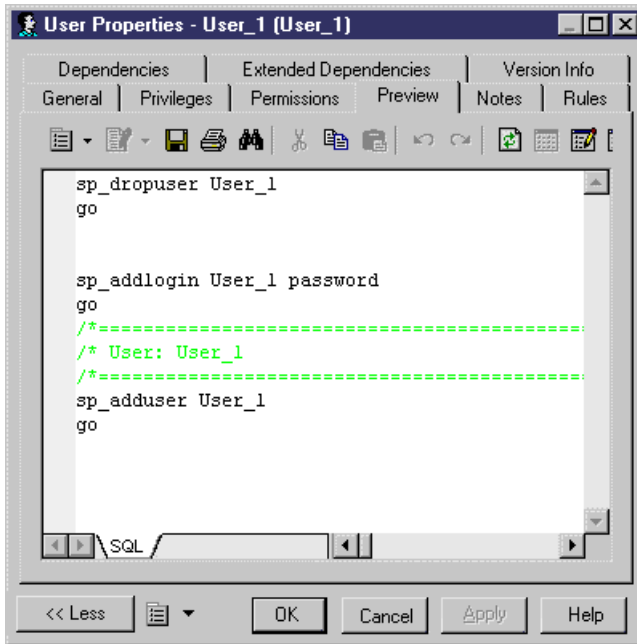 User Properties - User_1 (User_1)
Dependencies Extended Dependencies Version Info
General Privileges Permissions Preview Notes Rules
sp_dropuser User_1
go
sp_addlogin User_1 password
go
/*==============================================
/* User: User_1
/*==============================================
sp_adduser User_1
go
SQL
<< Less OK Cancel Apply Help